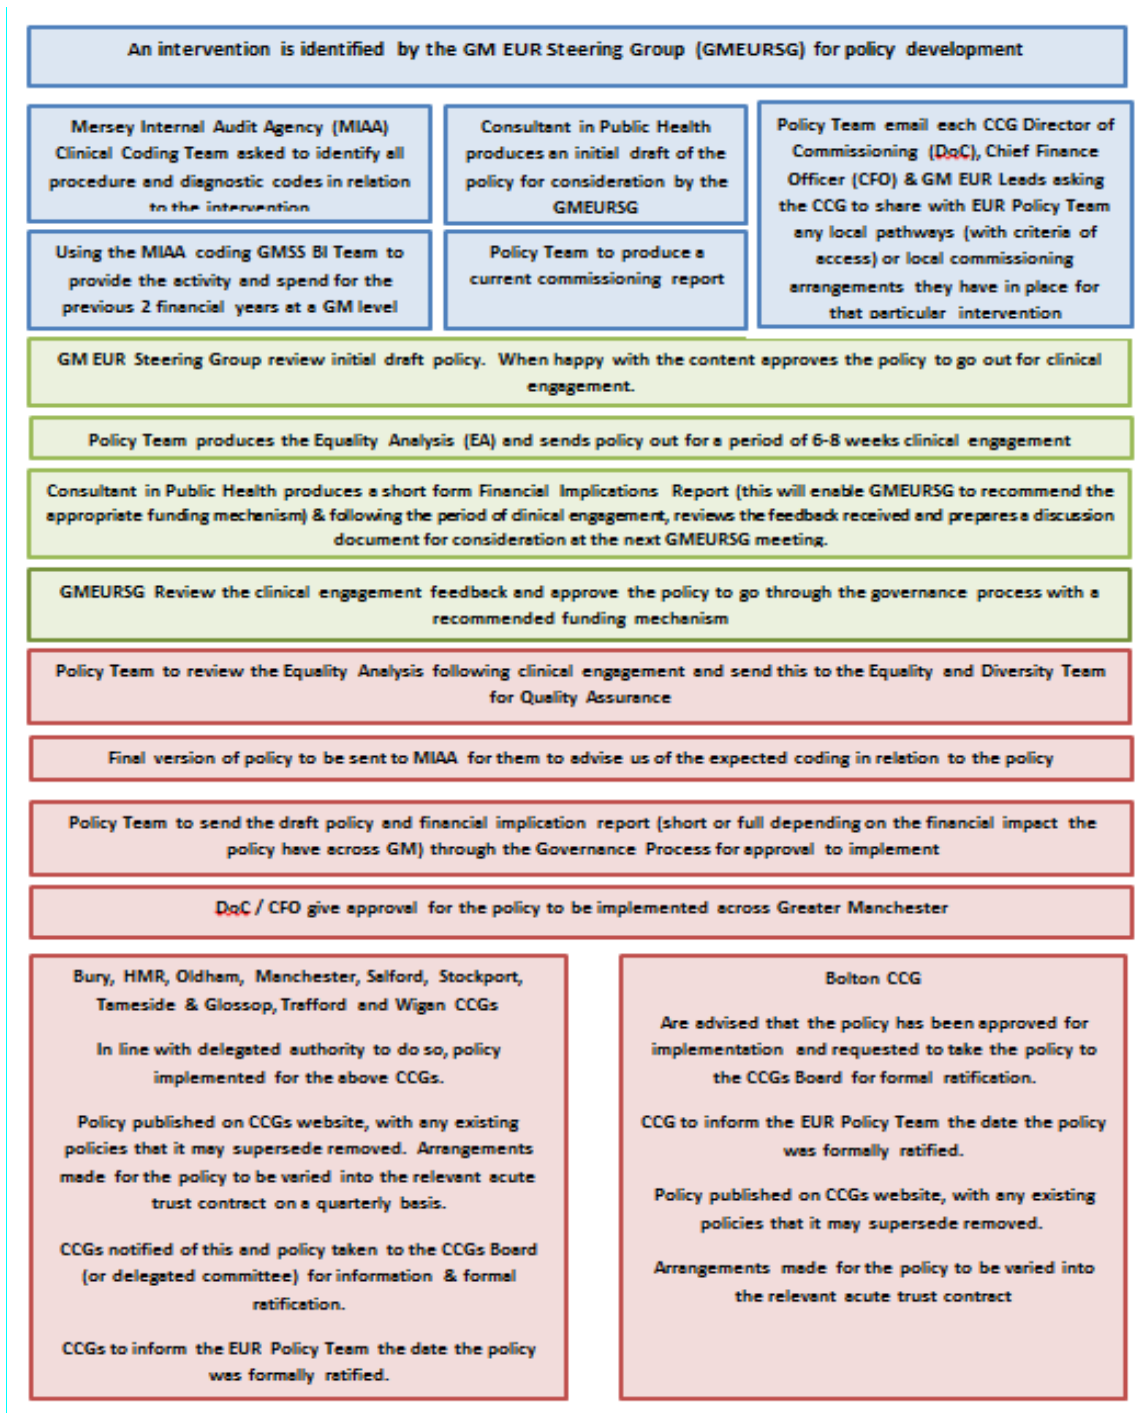 An intervention is identified by the GM EUR Steering Group (GMEURSG) for policy development
Mersey Internal Audit Agency (MIAA)
Clinical Coding Team asked to identify all
procedure and diagnostic codes in relation
to the intervention
Consultant in Public Health
produces an initial draft of the
policy for consideration by the
GMEURSG
Policy Team email each CCG Director of
Commissioning (DoC), Chief Finance
Officer (CFO) & GM EUR Leads asking
the CCG to share with EUR Policy Team
any local pathways (with criteria of
access) or local commissioning
arrangements they have in place for
that particular intervention
Using the MIAA coding GMSS BI Team to
provide the activity and spend for the
previous 2 financial years at a GM level
Policy Team to produce a
current commissioning report
GM EUR Steering Group review initial draft policy. When happy with the content approves the policy to go out for clinical
engagement.
Policy Team produces the Equality Analysis (EA) and sends policy out for a period of 6-8 weeks clinical engagement
Consultant in Public Health produces a short form Financial Implications Report (this will enable GMEURSG to recommend the
appropriate funding mechanism) & following the period of clinical engagement, reviews the feedback received and prepares a discussion
document for consideration at the next GMEURSG meeting.
GMEURSG Review the clinical engagement feedback and approve the policy to go through the governance process with a
recommended funding mechanism
Policy Team to review the Equality Analysis following clinical engagement and send this to the Equality and Diversity Team
for Quality Assurance
Final version of policy to be sent to MIAA for them to advise us of the expected coding in relation to the policy
Policy Team to send the draft policy and financial implication report (short or full depending on the financial impact the
policy have across GM) through the Governance Process for approval to implement
DoC / CFO give approval for the policy to be implemented across Greater Manchester
Bury, HMR, Oldham, Manchester, Salford, Stockport,
Tameside & Glossop, Trafford and Wigan CCGs
In line with delegated authority to do so, policy
implemented for the above CCGs.
Policy published on CCGs website, with any existing
policies that it may supersede removed. Arrangements
made for the policy to be varied into the relevant acute
trust contract on a quarterly basis.
CCGs notified of this and policy taken to the CCGs Board
(or delegated committee) for information & formal
ratification.
CCGs to inform the EUR Policy Team the date the policy
was formally ratified.
Bolton CCG
Are advised that the policy has been approved for
implementation and requested to take the policy to
the CCGs Board for formal ratification.
CCG to inform the EUR Policy Team the date the policy
was formally ratified.
Policy published on CCGs website, with any existing
policies that it may supersede removed.
Arrangements made for the policy to be varied into
the relevant acute trust contract